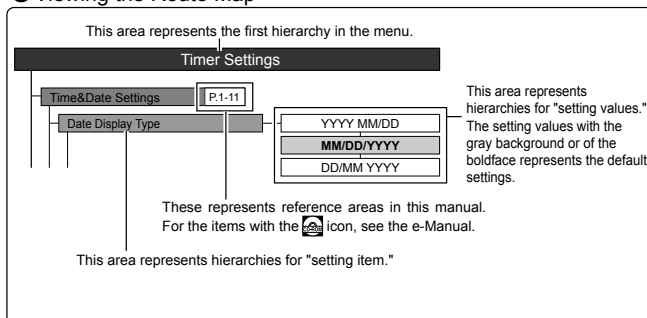 Viewing the Route Map
This area represents the first hierarchy in the menu.
Timer Settings
Time&Date Settings P.1-11
Date Display Type
YYYY MM/DD
MM/DD/YYYY
DD/MM YYYY
This area represents
hierarchies for "setting values."
The setting values with the
gray background or of the
boldface represents the default
settings.
These represents reference areas in this manual.
For the items with the CD-ROM icon, see the e-Manual.
This area represents hierarchies for "setting item."